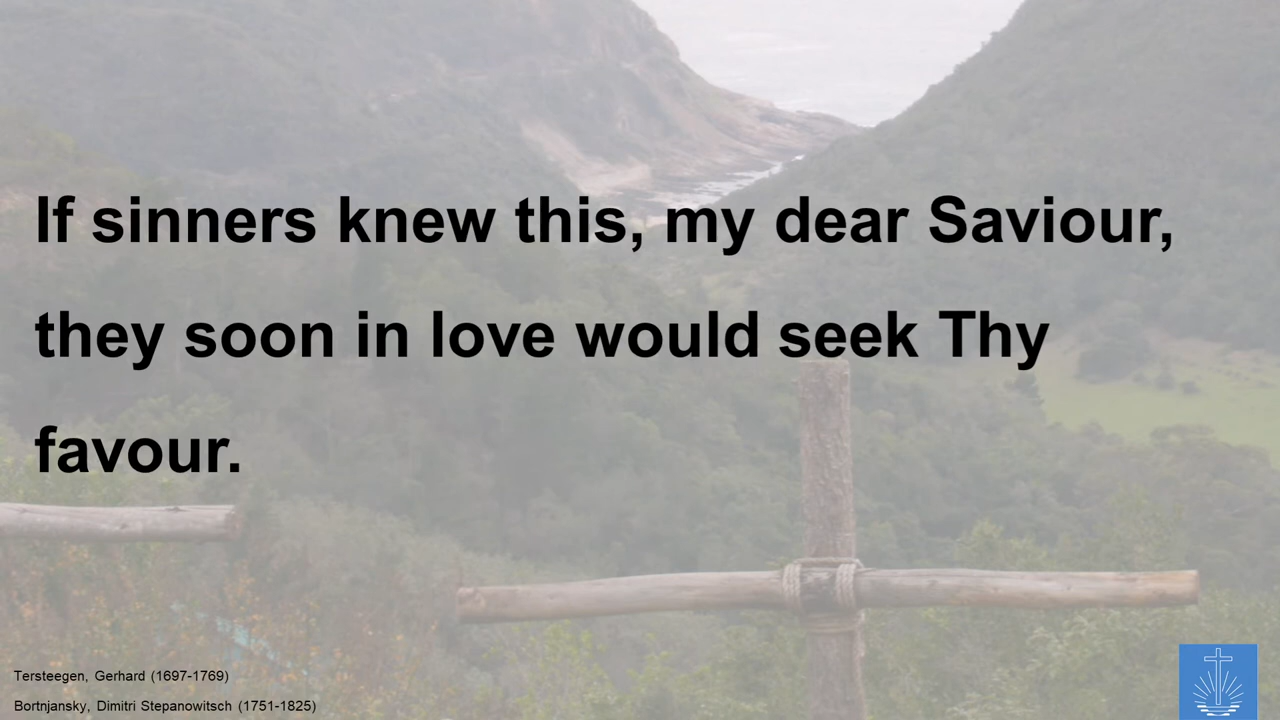 If sinners knew this, my dear Saviour,
they soon in love would seek Thy
favour.
Tersteegen, Gerhard (1697-1769)
Bortnjansky, Dimitri Stepanowitsch (1751-1825)